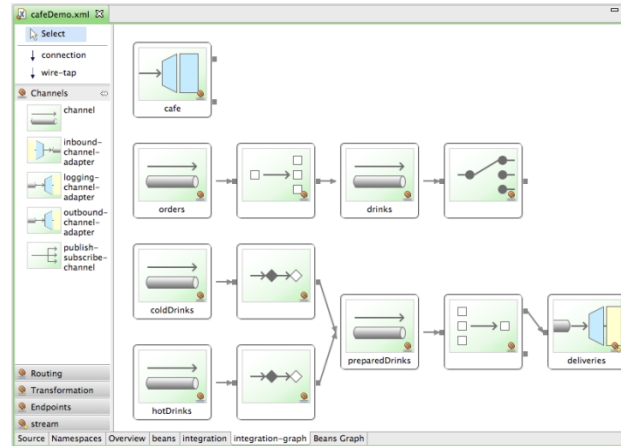 cafeDemo.xml
Select
connection
wire-tap
Channels
channel
inbound-
channel-
adapter
logging-
channel-
adapter
outbound-
channel-
adapter
publish-
subscribe-
channel
Routing
Transformation
Endpoints
stream
cafe
orders
drinks
coldDrinks
preparedDrinks
deliveries
hotDrinks
Source Namespaces Overview beans integration integration-graph Beans Graph